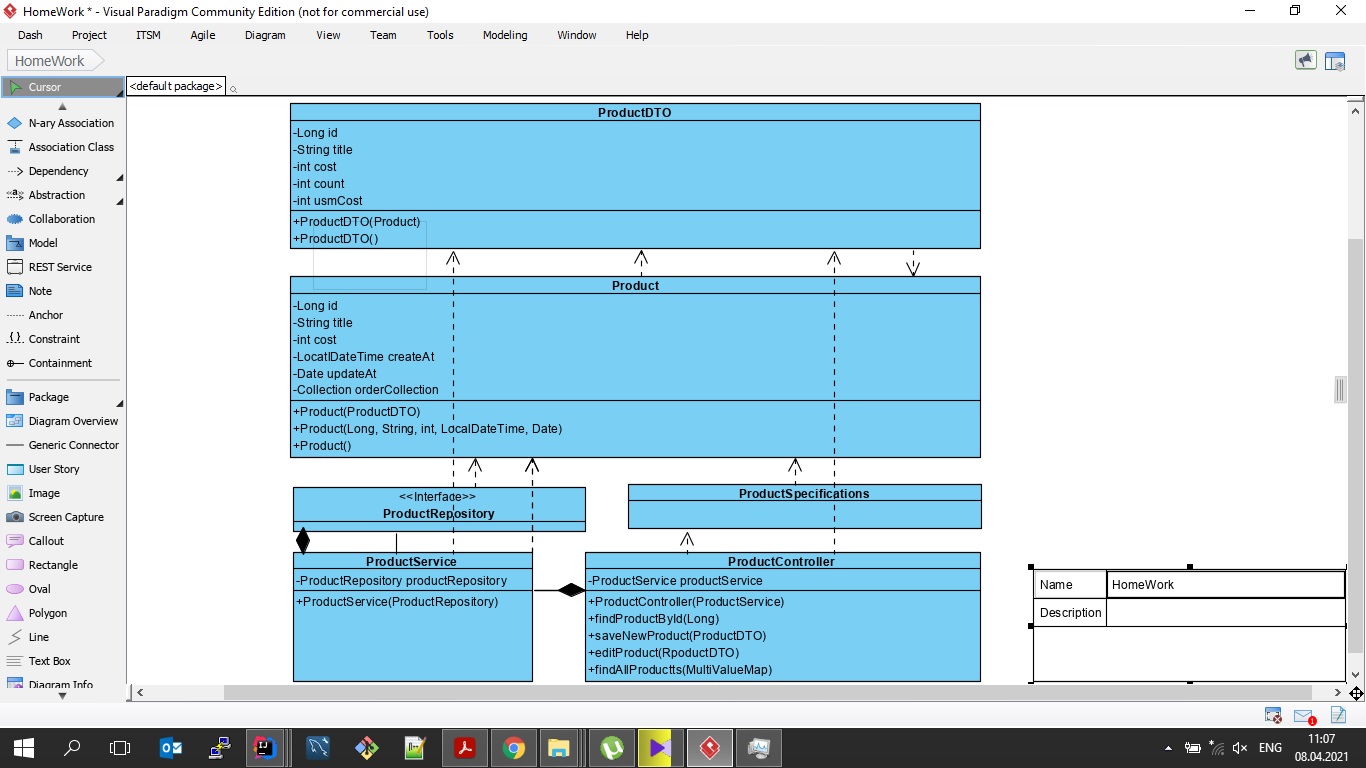 HomeWork * - Visual Paradigm Community Edition (not for commercial use)
Dash Project ITSM Agile Diagram View Team Tools Modeling Window Help
HomeWork
Cursor
N-ary Association
Association Class
Dependency
Abstraction
Collaboration
Model
REST Service
Note
Anchor
Constraint
Containment
Package
Diagram Overview
Generic Connector
User Story
Image
Screen Capture
Callout
Rectangle
Oval
Polygon
Line
Text Box
Diagram Info
<default package>
ProductDTO
-Long id
-String title
-int cost
-int count
-int usmCost
+ProductDTO(Product)
+ProductDTO()
Product
-Long id
-String title
-int cost
-LocatlDateTime createAt
-Date updateAt
-Collection orderCollection
+Product(ProductDTO)
+Product(Long, String, int, LocalDateTime, Date)
+Product()
<<Interface>>
ProductRepository
ProductSpecifications
ProductService
-ProductRepository productRepository
+ProductService(ProductRepository)
ProductController
-ProductService productService
+ProductController(ProductService)
+findProductById(Long)
+saveNewProduct(ProductDTO)
+editProduct(RpoductDTO)
+findAllProductts(MultiValueMap)
Name HomeWork
Description
1
ENG
11:07
08.04.2021